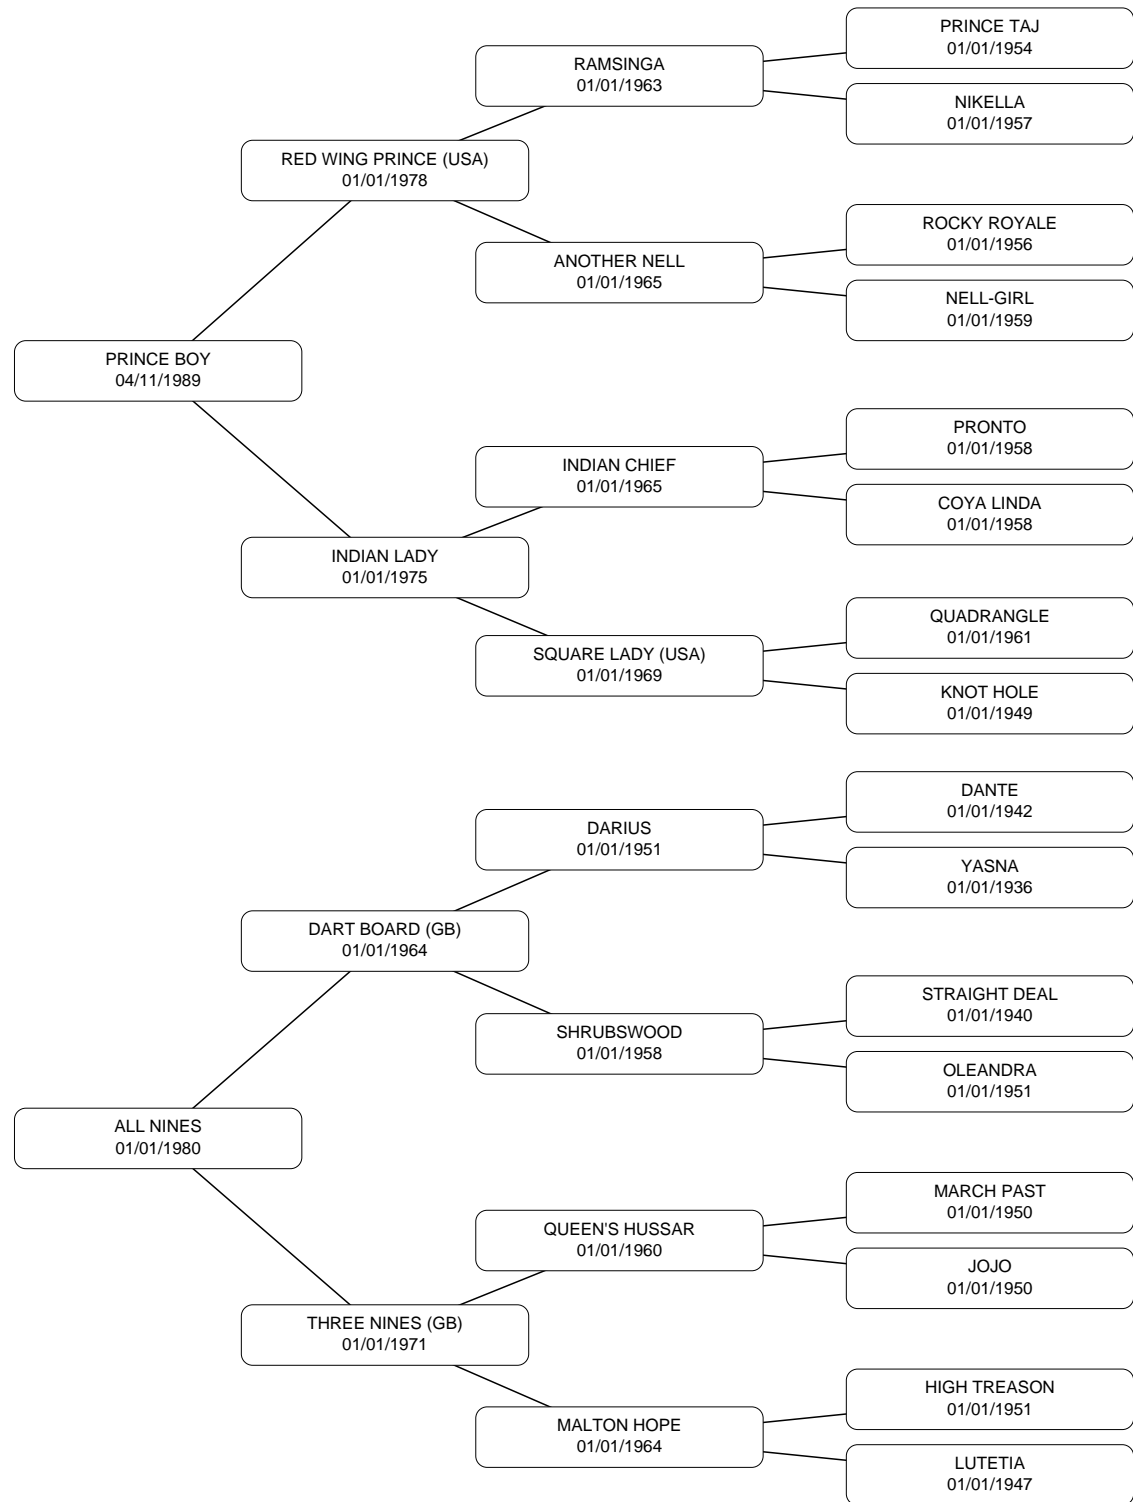 PRINCE TAJ
01/01/1954
RAMSINGA
01/01/1963
NIKELLA
01/01/1957
RED WING PRINCE (USA)
01/01/1978
ROCKY ROYALE
01/01/1956
ANOTHER NELL
01/01/1965
NELL-GIRL
01/01/1959
PRINCE BOY
04/11/1989
PRONTO
01/01/1958
INDIAN CHIEF
01/01/1965
COYA LINDA
01/01/1958
INDIAN LADY
01/01/1975
QUADRANGLE
01/01/1961
SQUARE LADY (USA)
01/01/1969
KNOT HOLE
01/01/1949
DANTE
01/01/1942
DARIUS
01/01/1951
YASNA
01/01/1936
DART BOARD (GB)
01/01/1964
STRAIGHT DEAL
01/01/1940
SHRUBSWOOD
01/01/1958
OLEANDRA
01/01/1951
ALL NINES
01/01/1980
MARCH PAST
01/01/1950
QUEEN'S HUSSAR
01/01/1960
JOJO
01/01/1950
THREE NINES (GB)
01/01/1971
HIGH TREASON
01/01/1951
MALTON HOPE
01/01/1964
LUTETIA
01/01/1947